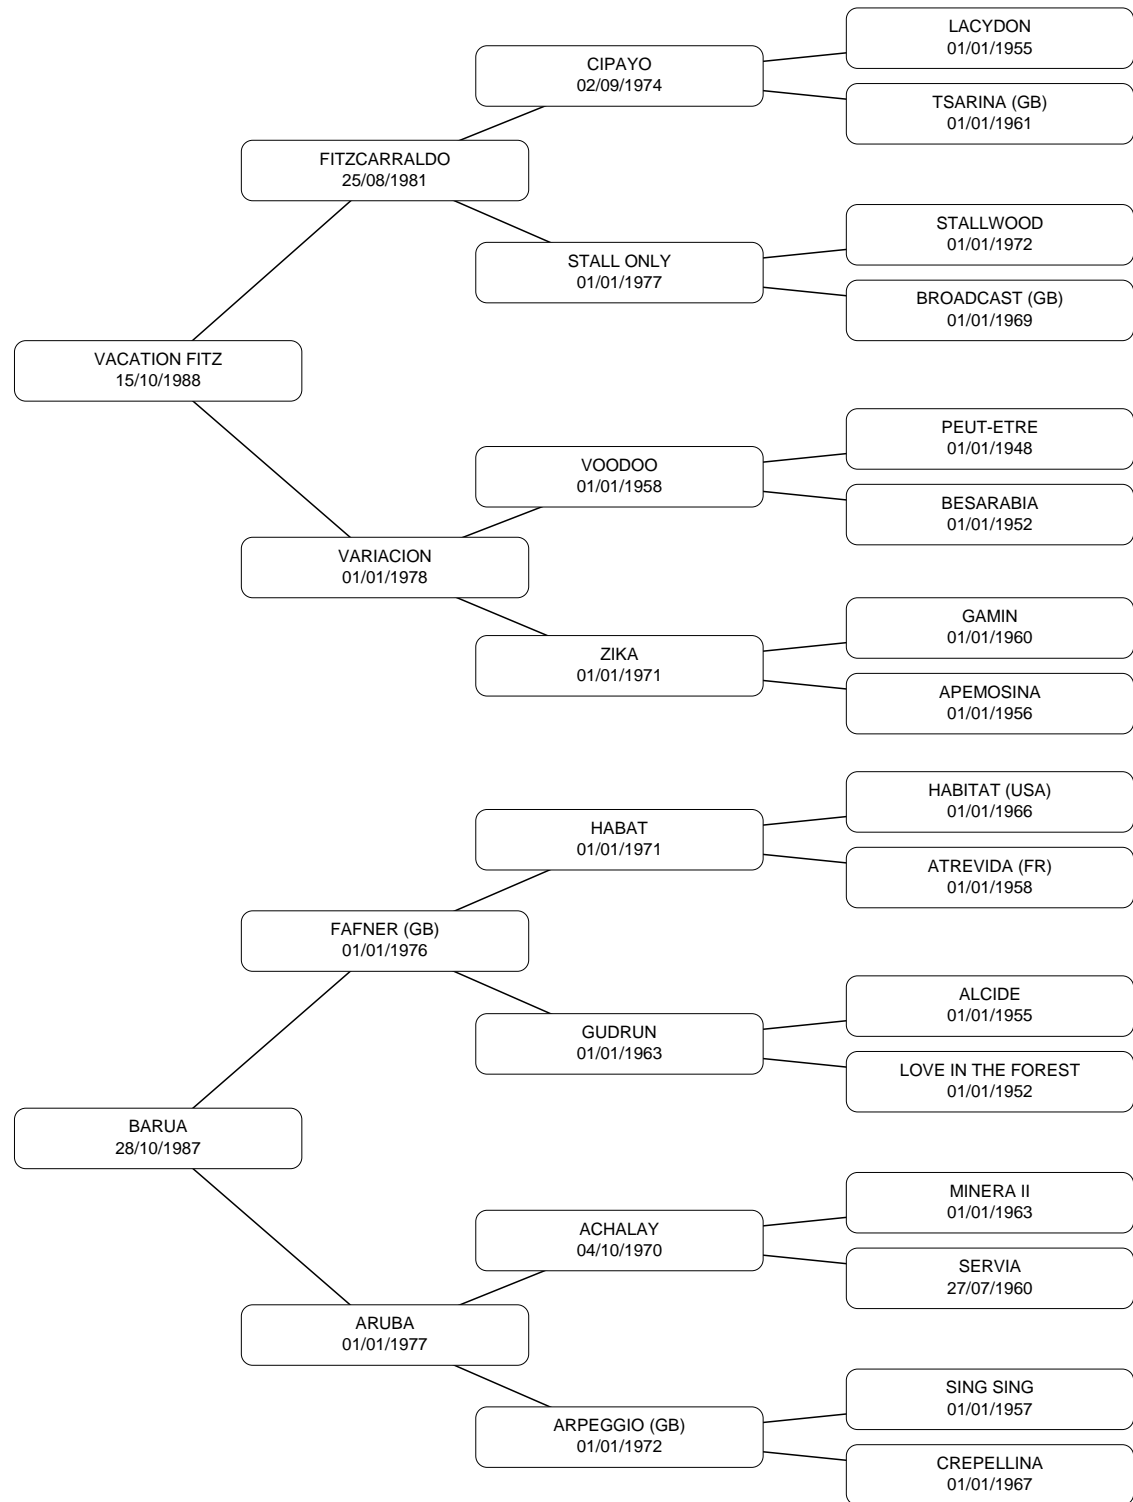 LACYDON
01/01/1955
CIPAYO
02/09/1974
TSARINA (GB)
01/01/1961
FITZCARRALDO
25/08/1981
STALLWOOD
01/01/1972
STALL ONLY
01/01/1977
BROADCAST (GB)
01/01/1969
VACATION FITZ
15/10/1988
PEUT-ETRE
01/01/1948
VOODOO
01/01/1958
BESARABIA
01/01/1952
VARIACION
01/01/1978
GAMIN
01/01/1960
ZIKA
01/01/1971
APEMOSINA
01/01/1956
HABITAT (USA)
01/01/1966
HABAT
01/01/1971
ATREVIDA (FR)
01/01/1958
FAFNER (GB)
01/01/1976
ALCIDE
01/01/1955
GUDRUN
01/01/1963
LOVE IN THE FOREST
01/01/1952
BARUA
28/10/1987
MINERA II
01/01/1963
ACHALAY
04/10/1970
SERVIA
27/07/1960
ARUBA
01/01/1977
SING SING
01/01/1957
ARPEGGIO (GB)
01/01/1972
CREPELLINA
01/01/1967